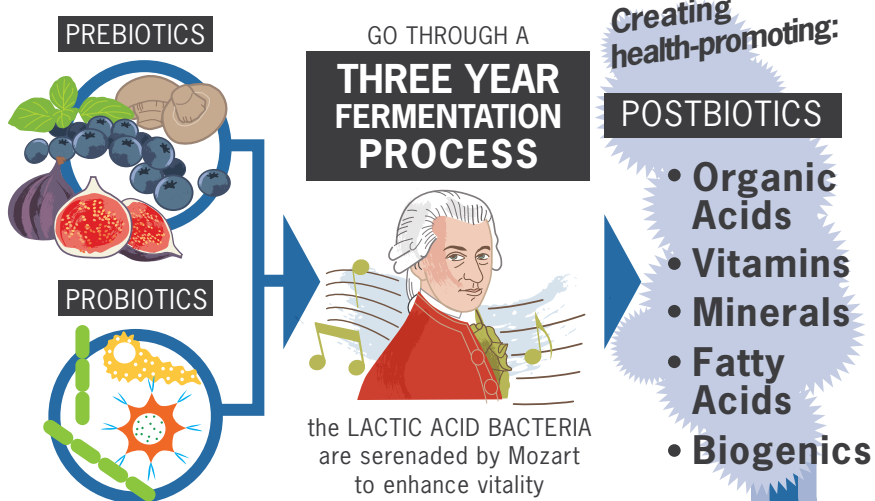 PREBIOTICS
PROBIOTICS
GO THROUGH A
THREE YEAR
FERMENTATION
PROCESS
the LACTIC ACID BACTERIA
are serenaded by Mozart
to enhance vitality
Creating
health-promoting:
POSTBIOTICS
• Organic
Acids
• Vitamins
• Minerals
• Fatty
Acids
• Biogenics